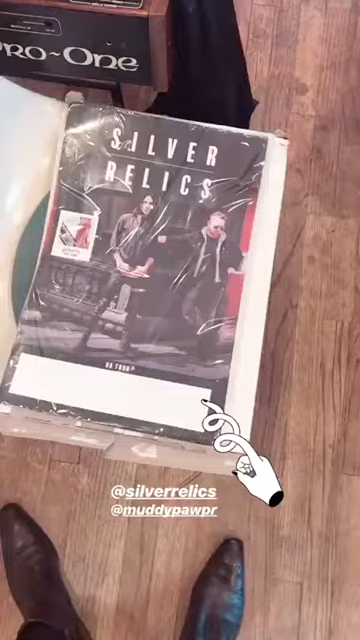 PRO~ONE
SILVER
RELICS
ON TOUR
@silverrelics
@muddypawpr